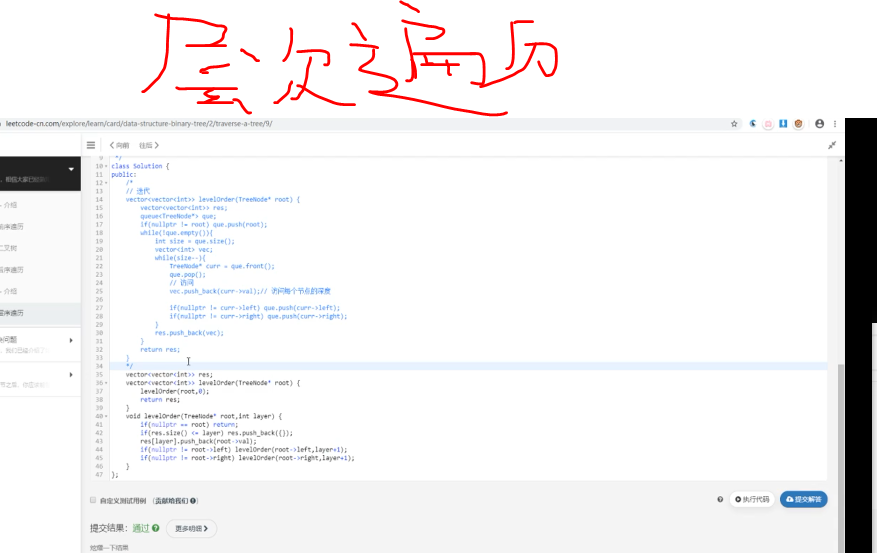 层次遍历
leetcode-cn.com/explore/learn/card/data-structure-binary-tree/2/traverse-a-tree/9/
前面 往后
9 */
10 class Solution {
11 public:
12 /*
13 // 迭代
14 vector<vector<int>> levelOrder(TreeNode* root) {
15 vector<vector<int>> res;
16 queue<TreeNode*> que;
17 if(nullptr != root) que.push(root);
18 while(!que.empty()){
19 int size = que.size();
20 vector<int> vec;
21 while(size--){
22 TreeNode* curr = que.front();
23 que.pop();
24 // 访问
25 vec.push_back(curr->val);// 访问每个节点的深度
26
27 if(nullptr != curr->left) que.push(curr->left);
28 if(nullptr != curr->right) que.push(curr->right);
29 }
30 res.push_back(vec);
31 }
32 return res;
33 }
34 */
35 vector<vector<int>> res;
36 vector<vector<int>> levelOrder(TreeNode* root) {
37 levelOrder(root,0);
38 return res;
39 }
40 void levelOrder(TreeNode* root,int layer) {
41 if(nullptr == root) return;
42 if(res.size() <= layer) res.push_back({});
43 res[layer].push_back(root->val);
44 if(nullptr != root->left) levelOrder(root->left,layer+1);
45 if(nullptr != root->right) levelOrder(root->right,layer+1);
46 }
47 };
介绍
序遍历
二叉树
序遍历
介绍
序遍历
问题
自定义测试用例 (贡献给我们) 执行代码 提交解答
提交结果: 通过 更多明细
炫耀一下结果